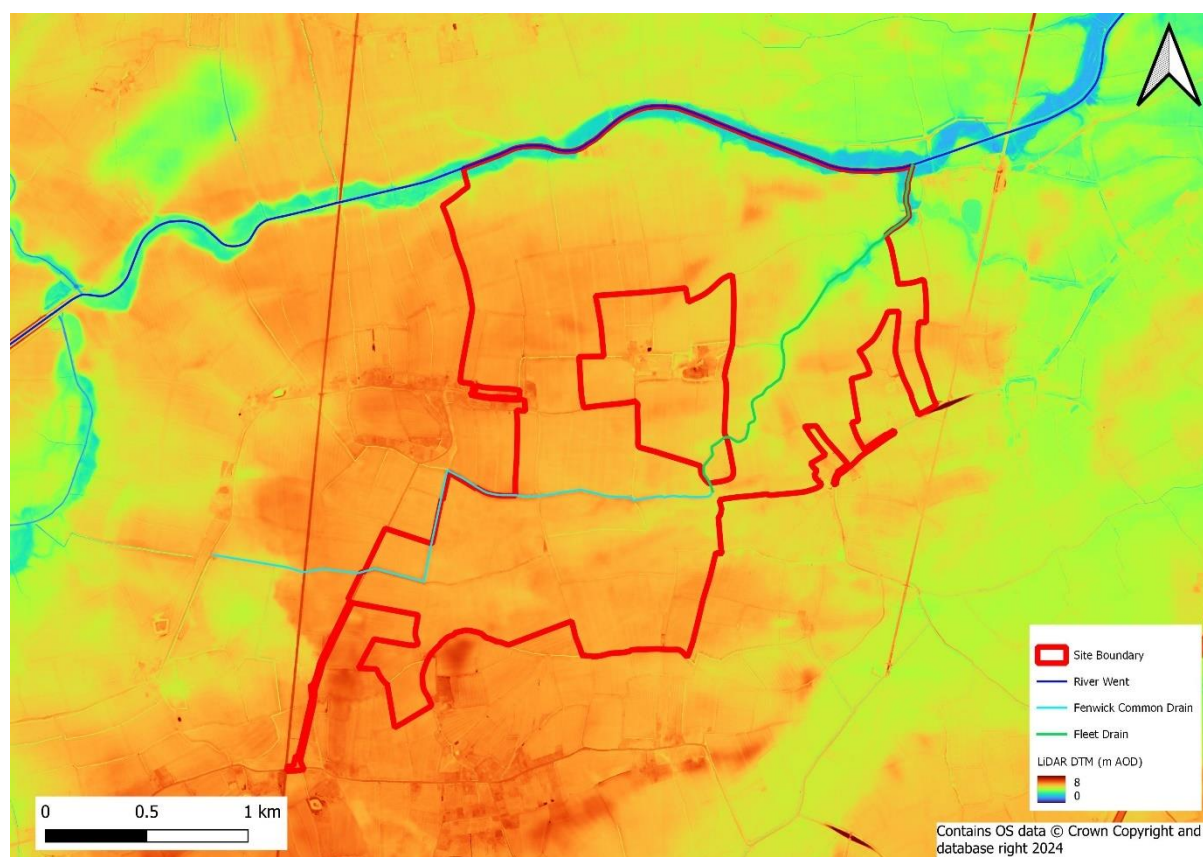 Site Boundary
River Went
Fenwick Common Drain
Fleet Drain
LiDAR DTM (m AOD)
8
0
0 0.5 1 km
Contains OS data © Crown Copyright and
database right 2024